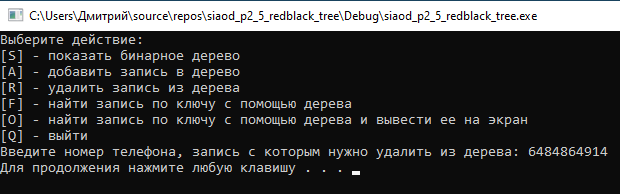 C:\Users\Дмитрий\source\repos\siaod_p2_5_redblack_tree\Debug\siaod_p2_5_redblack_tree.exe
Выберите действие:
[S] - показать бинарное дерево
[A] - добавить запись в дерево
[R] - удалить запись из дерева
[F] - найти запись по ключу с помощью дерева
[O] - найти запись по ключу с помощью дерева и вывести ее на экран
[Q] - выйти
Введите номер телефона, запись с которым нужно удалить из дерева: 6484864914
Для продолжения нажмите любую клавишу . . .